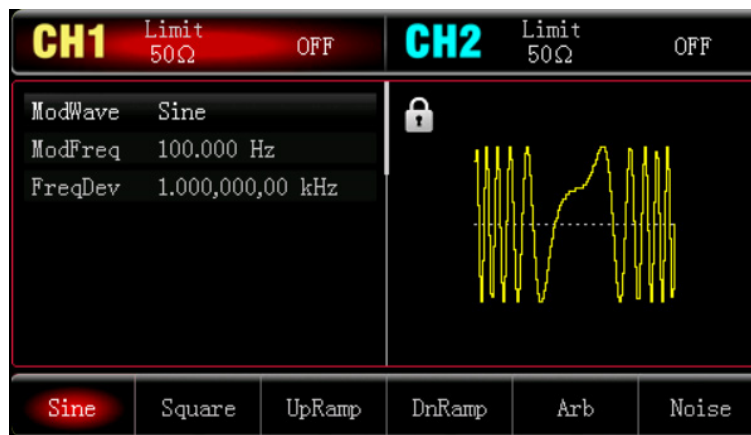 CH1 Limit 50Ω OFF CH2 Limit 50Ω OFF
ModWave Sine
ModFreq 100.000 Hz
FreqDev 1.000,000,00 kHz
Sine Square UpRamp DnRamp Arb Noise